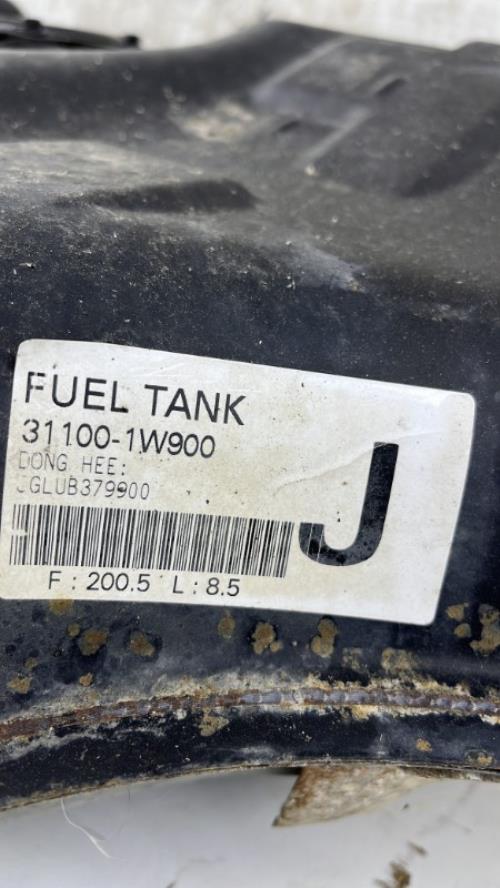 FUEL TANK
31100-1W900
DONG HEE:
JGLUB379900
J
F : 200.5 L : 8.5